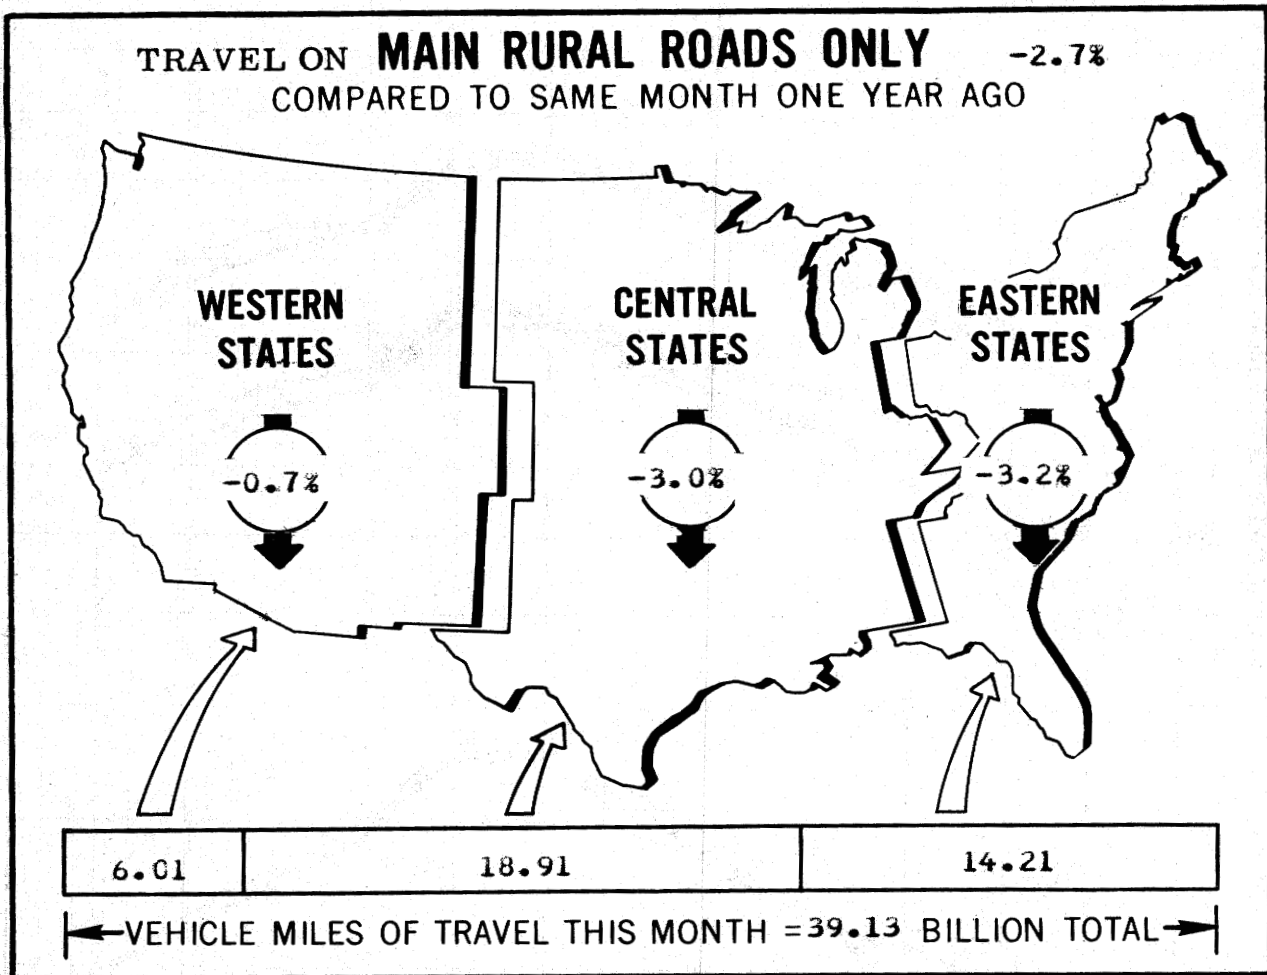 TRAVEL ON MAIN RURAL ROADS ONLY -2.7%
COMPARED TO SAME MONTH ONE YEAR AGO
WESTERN
STATES
CENTRAL
STATES
EASTERN
STATES
-0.7%
-3.0%
-3.2%
6.01
18.91
14.21
VEHICLE MILES OF TRAVEL THIS MONTH =39.13 BILLION TOTAL